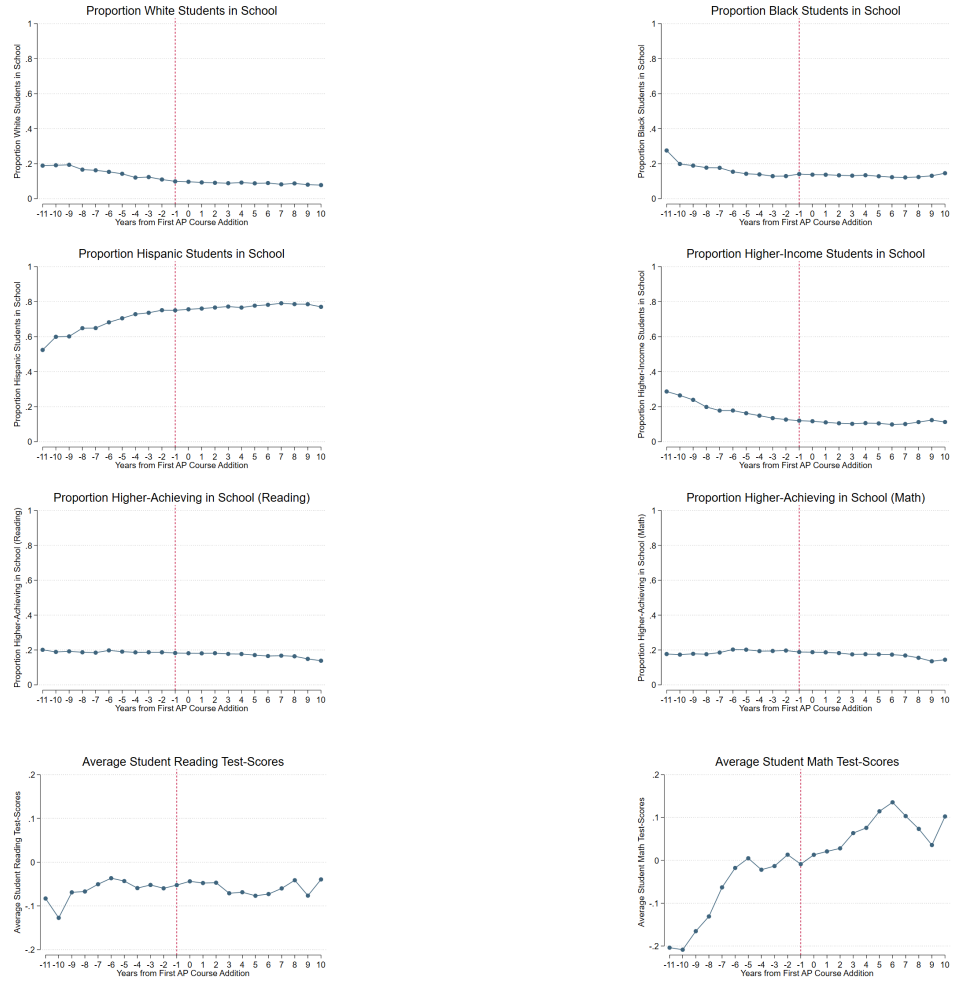 Proportion White Students in School
Proportion White Students in School
1
.8
.6
.4
.2
0
-11 -10 -9 -8 -7 -6 -5 -4 -3 -2 -1 0 1 2 3 4 5 6 7 8 9 10
Years from First AP Course Addition
Proportion Black Students in School
Proportion Black Students in School
1
.8
.6
.4
.2
0
-11 -10 -9 -8 -7 -6 -5 -4 -3 -2 -1 0 1 2 3 4 5 6 7 8 9 10
Years from First AP Course Addition
Proportion Hispanic Students in School
Proportion Hispanic Students in School
1
.8
.6
.4
.2
0
-11 -10 -9 -8 -7 -6 -5 -4 -3 -2 -1 0 1 2 3 4 5 6 7 8 9 10
Years from First AP Course Addition
Proportion Higher-Income Students in School
Proportion Higher-Income Students in School
1
.8
.6
.4
.2
0
-11 -10 -9 -8 -7 -6 -5 -4 -3 -2 -1 0 1 2 3 4 5 6 7 8 9 10
Years from First AP Course Addition
Proportion Higher-Achieving in School (Reading)
Proportion Higher-Achieving in School (Reading)
1
.8
.6
.4
.2
0
-11 -10 -9 -8 -7 -6 -5 -4 -3 -2 -1 0 1 2 3 4 5 6 7 8 9 10
Years from First AP Course Addition
Proportion Higher-Achieving in School (Math)
Proportion Higher-Achieving in School (Math)
1
.8
.6
.4
.2
0
-11 -10 -9 -8 -7 -6 -5 -4 -3 -2 -1 0 1 2 3 4 5 6 7 8 9 10
Years from First AP Course Addition
Average Student Reading Test-Scores
Average Student Reading Test-Scores
.2
.1
0
-.1
-.2
-11 -10 -9 -8 -7 -6 -5 -4 -3 -2 -1 0 1 2 3 4 5 6 7 8 9 10
Years from First AP Course Addition
Average Student Math Test-Scores
Average Student Math Test-Scores
.2
.1
0
-.1
-.2
-11 -10 -9 -8 -7 -6 -5 -4 -3 -2 -1 0 1 2 3 4 5 6 7 8 9 10
Years from First AP Course Addition